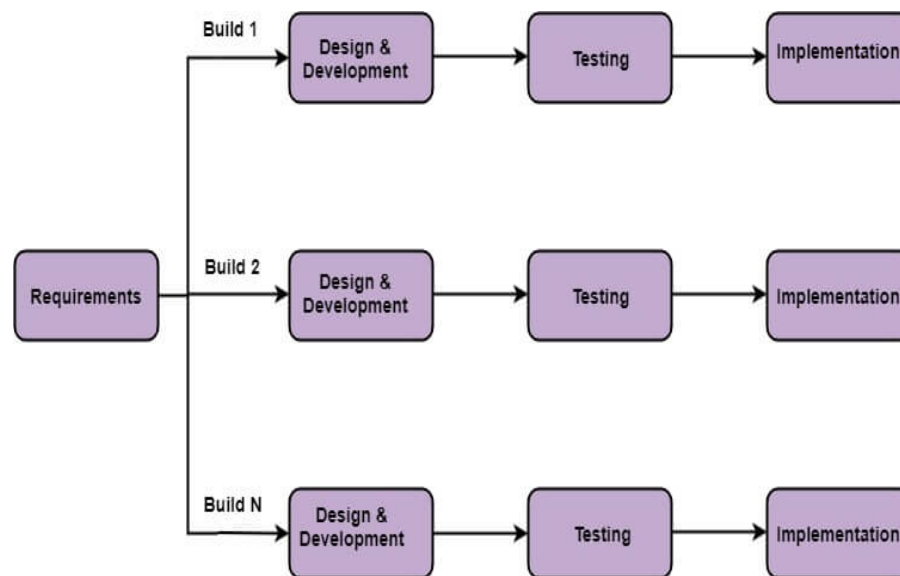 Build 1
Design &
Development
Testing
Implementation
Requirements
Build 2
Design &
Development
Testing
Implementation
Build N
Design &
Development
Testing
Implementation